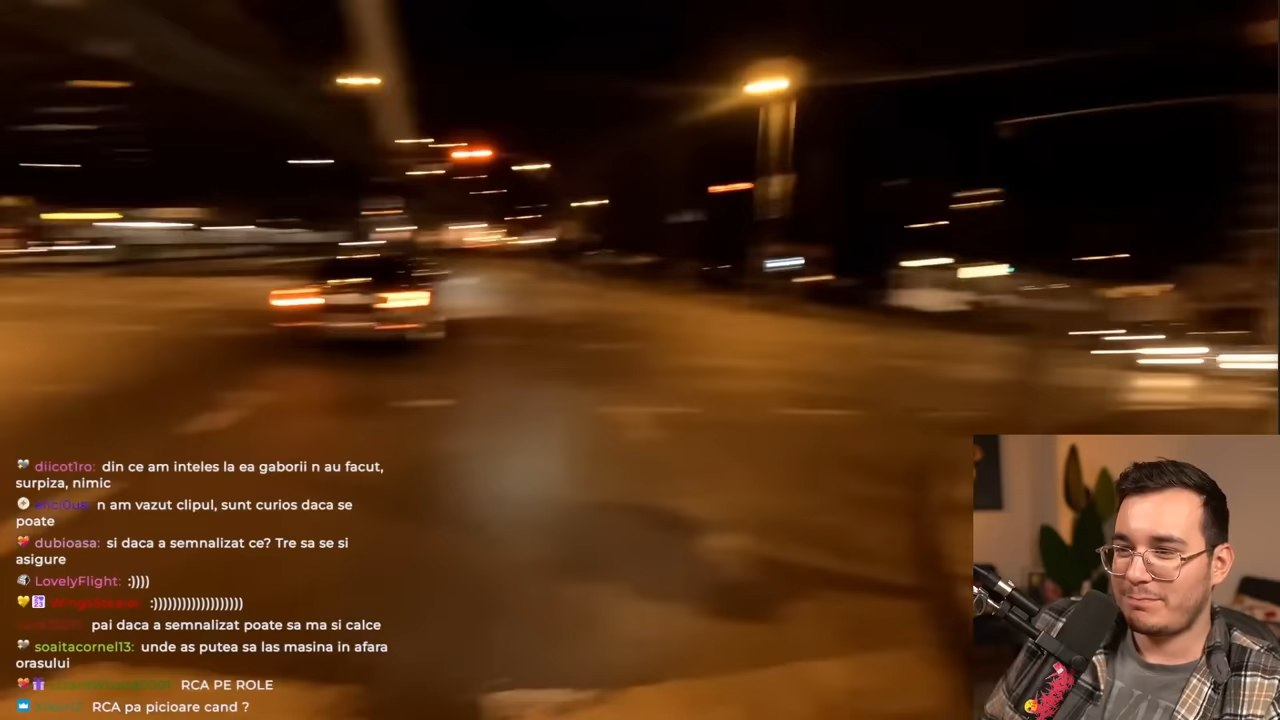 diicot1ro: din ce am inteles la ea gaborii n au facut,
surpiza, nimic
n am vazut clipul, sunt curios daca se
poate
dubioasa: si daca a semnalizat ce? Tre sa se si
asigure
LovelyFlight: :))))
:)))))))))))))))))))
pai daca a semnalizat poate sa ma si calce
soaitacornel13: unde as putea sa las masina in afara
orasului
RCA PE ROLE
RCA pa picioare cand ?